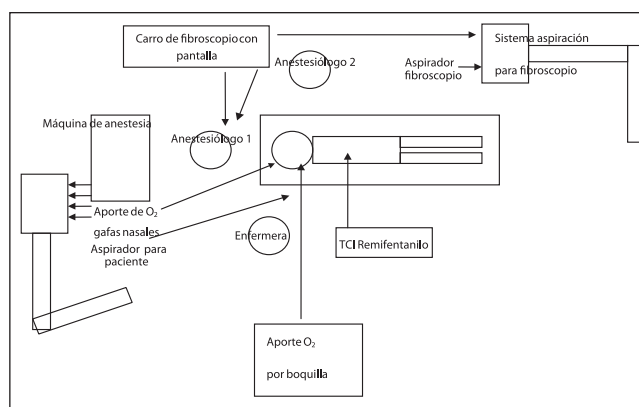 Carro de fibroscopio con
pantalla
Sistema aspiración
para fibroscopio
Anestesiólogo 2
Aspirador
fibroscopio
Máquina de anestesia
Anestesiólogo 1
Aporte de O₂
gafas nasales
Aspirador para
paciente
Enfermera
TCI Remifentanilo
Aporte O₂
por boquilla